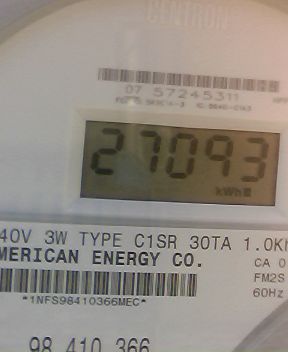 CENTRON
07 57245311
27093
kWh
40V 3W TYPE C1SR 30TA 1.0Kh
MERICAN ENERGY CO.
CA 0
FM2S
60Hz
*1NFS98410366MEC*
98 410 366